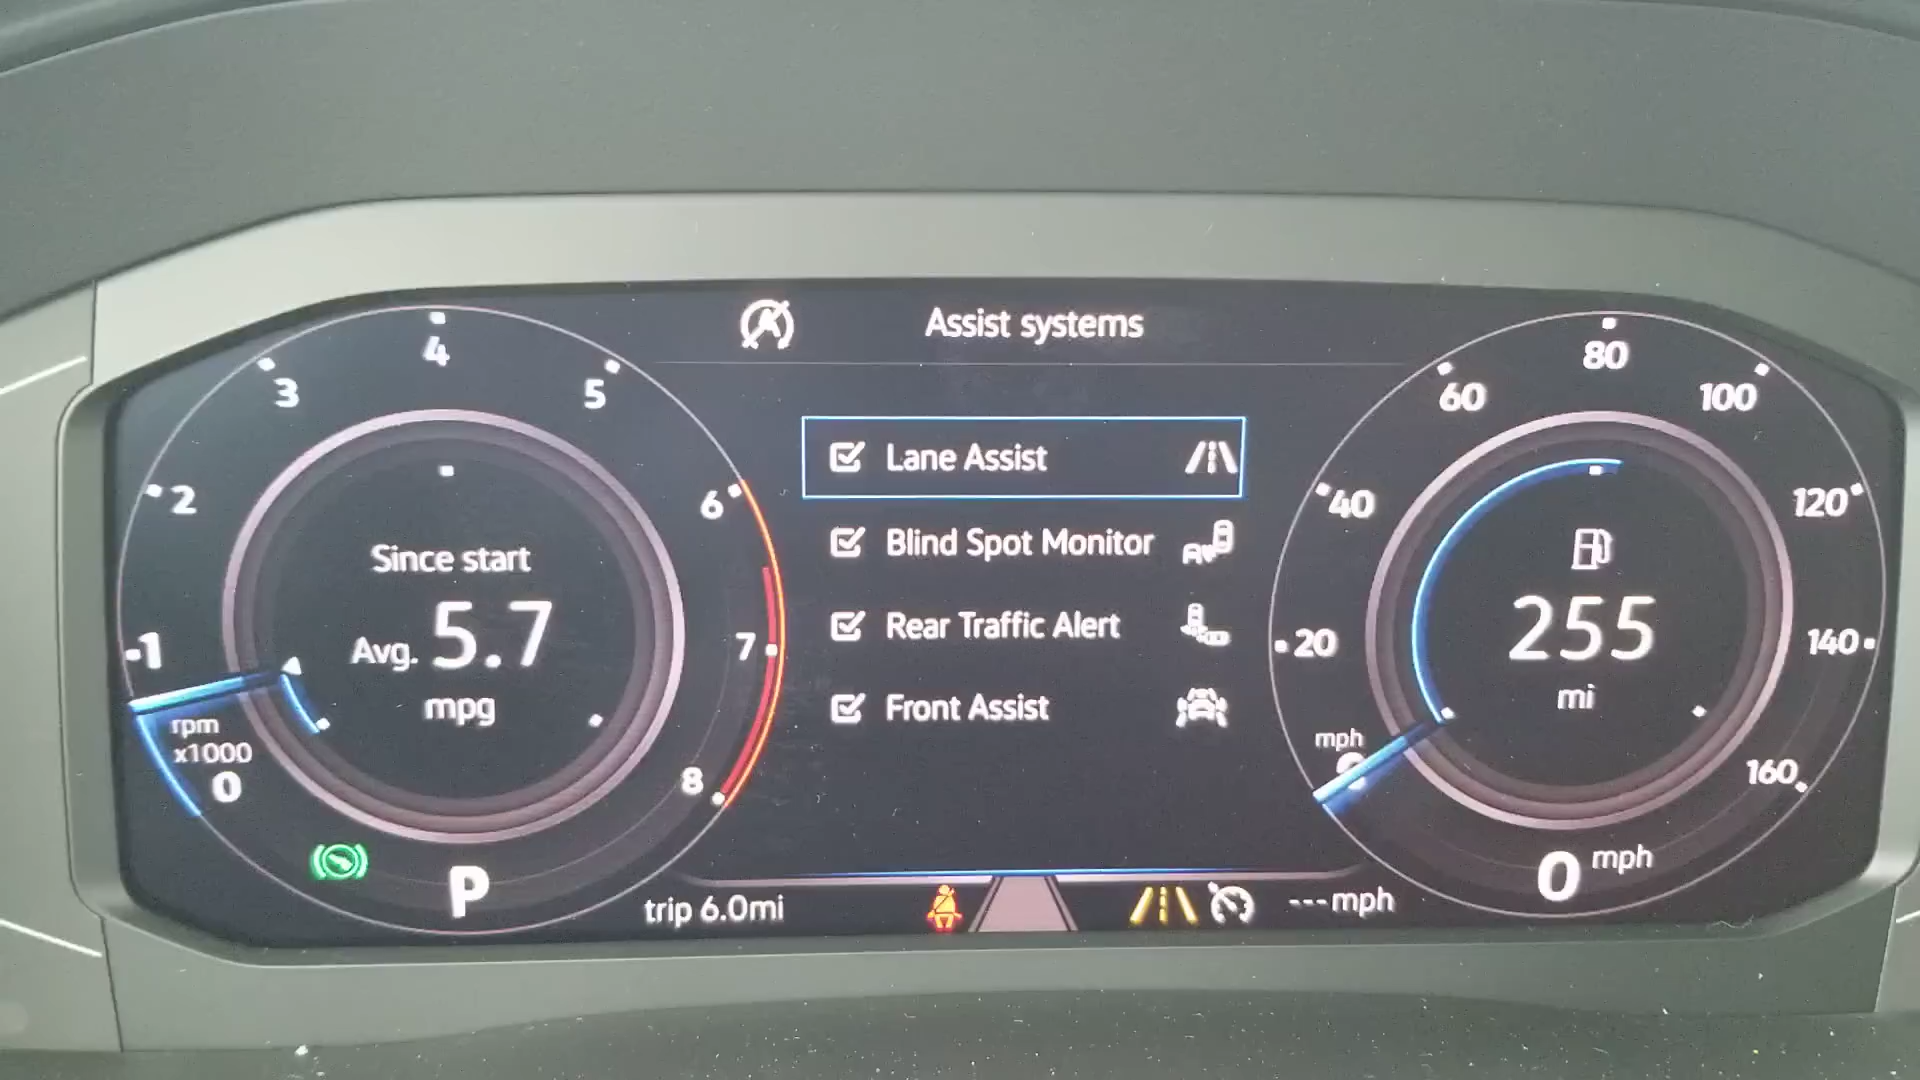 Assist systems
Lane Assist
Blind Spot Monitor
Rear Traffic Alert
Front Assist
Since start
Avg. 5.7
mpg
rpm
x1000
0
1
2
3
4
5
6
7
8
P
trip 6.0mi
---mph
255
mi
mph
0
20
40
60
80
100
120
140
160
0 mph